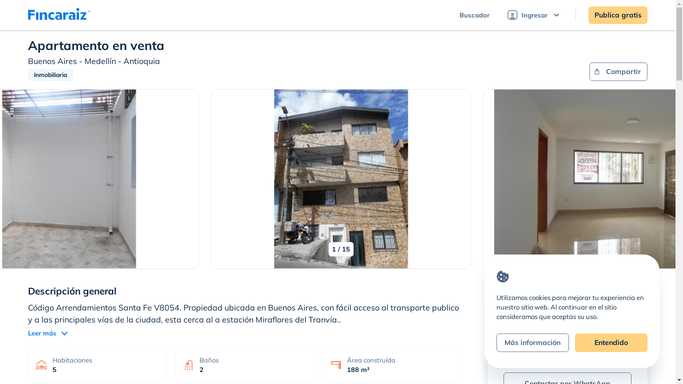 Fincaraiz
Buscador
Ingresar
Publica gratis
Apartamento en venta
Buenos Aires - Medellín - Antioquia
Inmobiliaria
Compartir
1 / 15
Descripción general
Código Arrendamientos Santa Fe V8054. Propiedad ubicada en Buenos Aires, con fácil acceso al transporte publico
y a las principales vías de la ciudad, esta cerca al a estación Miraflores del Tranvía..
Leer más
Habitaciones
5
Baños
2
Área construída
188 m²
Utilizamos cookies para mejorar tu experiencia en
nuestro sitio web. Al continuar en el sitio
consideramos que aceptas su uso.
Más información
Entendido
Contactar por WhatsApp